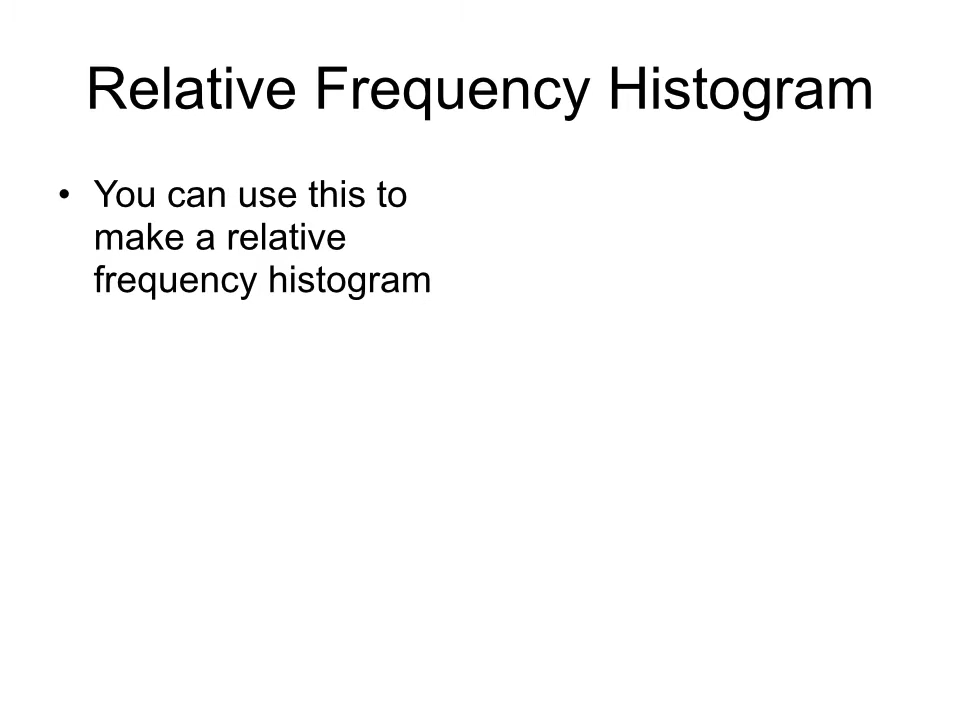 Relative Frequency Histogram
• You can use this to
make a relative
frequency histogram